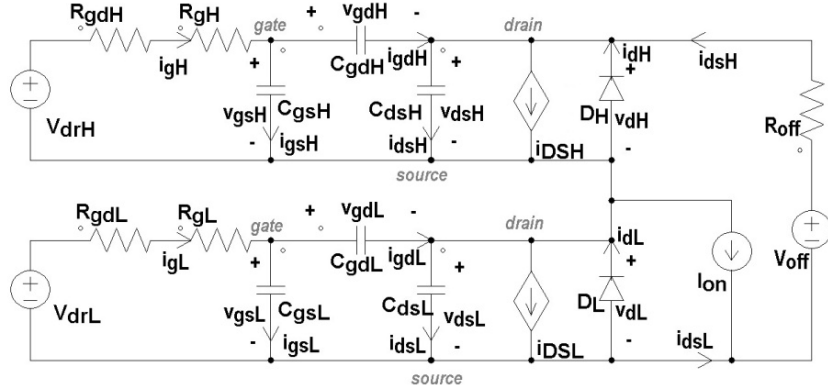 RgdH RgH gate + vgdH - drain
igH CgdH igdH idH idsH
+ + +
VdrH vgsH CgsH CdsH vdsH DH vdH Roff
igsH idsH iDSH
- - -
source
RgdL RgL gate + vgdL - drain
igL CgdL igdL idL
+ + +
VdrL vgsL CgsL CdsL vdsL DL vdL Ion Voff
igsL idsL iDSL idsL
- - -
source